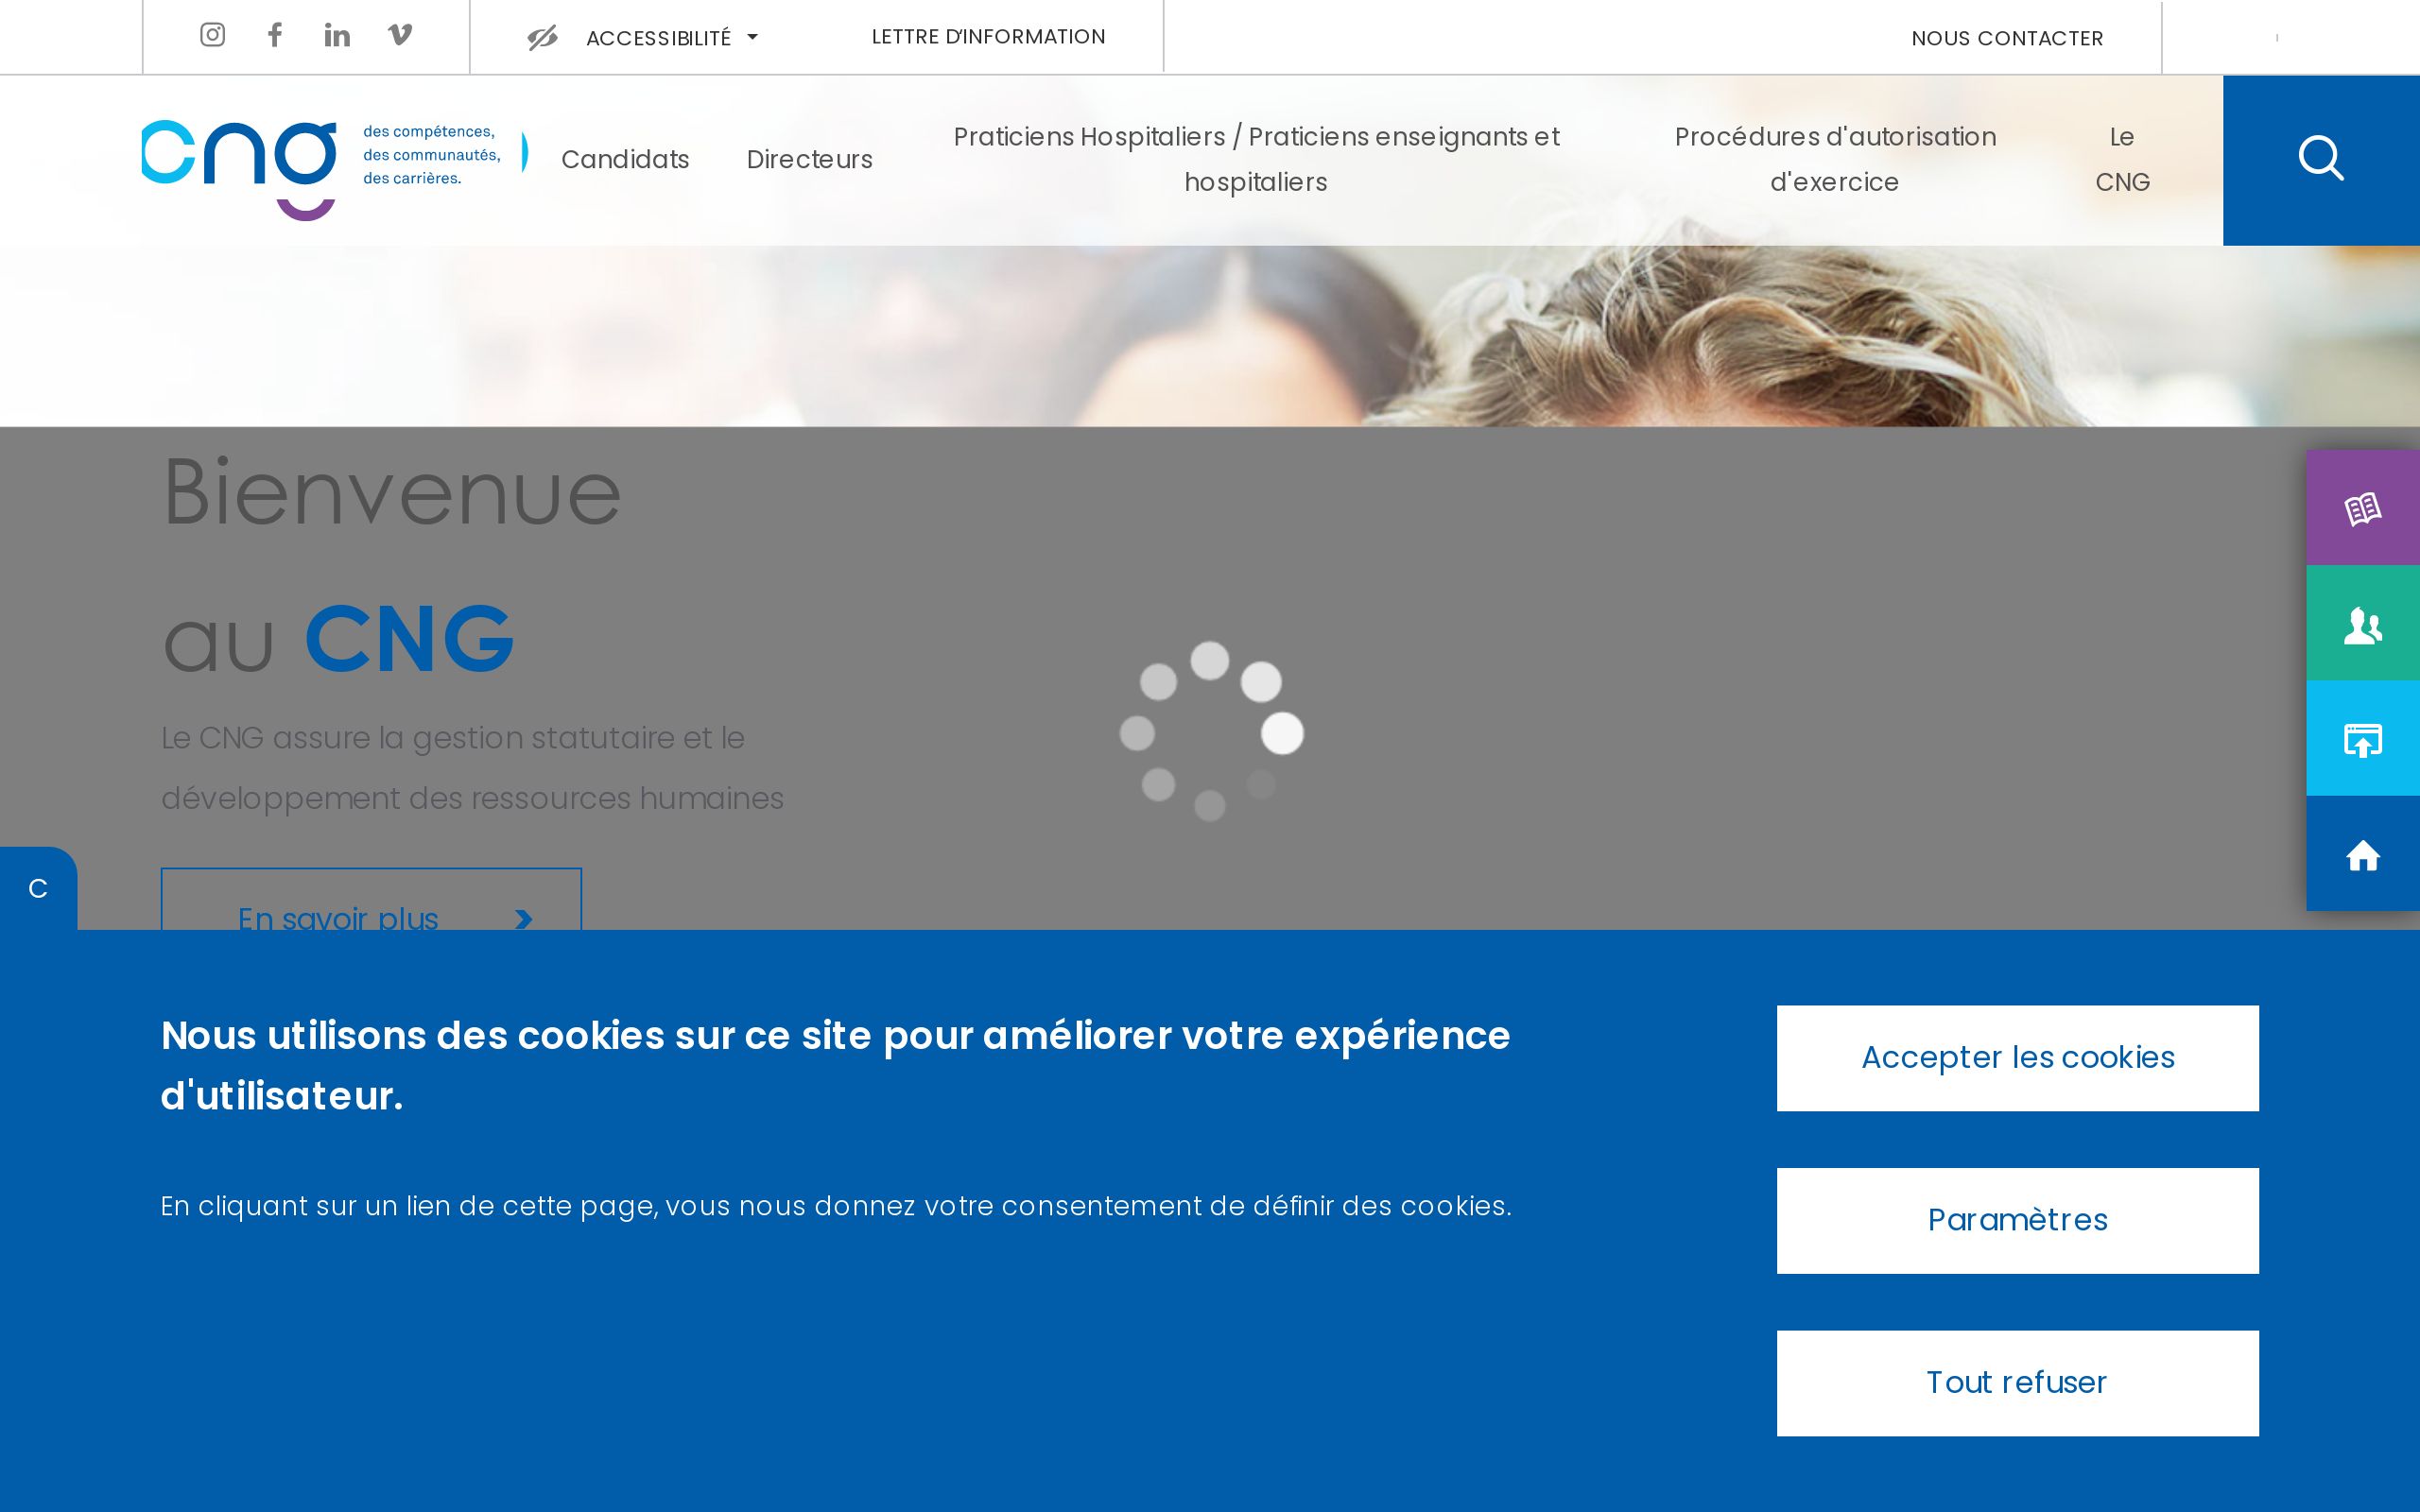 ACCESSIBILITÉ
LETTRE D'INFORMATION
NOUS CONTACTER
cng
des compétences,
des communautés,
des carrières.
Candidats
Directeurs
Praticiens Hospitaliers / Praticiens enseignants et
hospitaliers
Procédures d'autorisation
d'exercice
Le
CNG
Bienvenue
au CNG
Le CNG assure la gestion statutaire et le
développement des ressources humaines
C
En savoir plus
Nous utilisons des cookies sur ce site pour améliorer votre expérience
d'utilisateur.
En cliquant sur un lien de cette page, vous nous donnez votre consentement de définir des cookies.
Accepter les cookies
Paramètres
Tout refuser